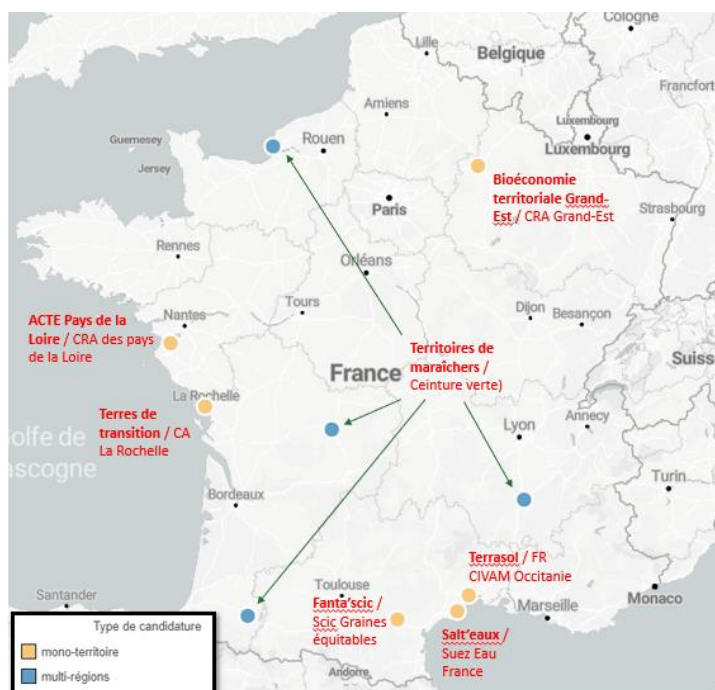 Cologne
Lille
Belgique
Francfort
Amiens
Luxembourg
Guernesey
Rouen
Luxembourg
Jersey
Bioéconomie
territoriale Grand-
Est / CRA Grand-Est
Paris
Strasbourg
Rennes
Orléans
ACTE Pays de la
Loire / CRA des pays
de la Loire
Nantes
Tours
Dijon
Besançon
Territoires de
maraîchers /
Ceinture verte)
France
Suisse
La Rochelle
Terres de
transition / CA
La Rochelle
Lyon
Annecy
Golfe de
ascogne
Turin
Bordeaux
Terrasol / FR
CIVAM Occitanie
Santander
Toulouse
Monaco
Fanta'scic /
Scic Graines
équitables
Marseille
Salt'eaux /
Suez Eau
France
Andorre
Type de candidature
mono-territoire
multi-régions